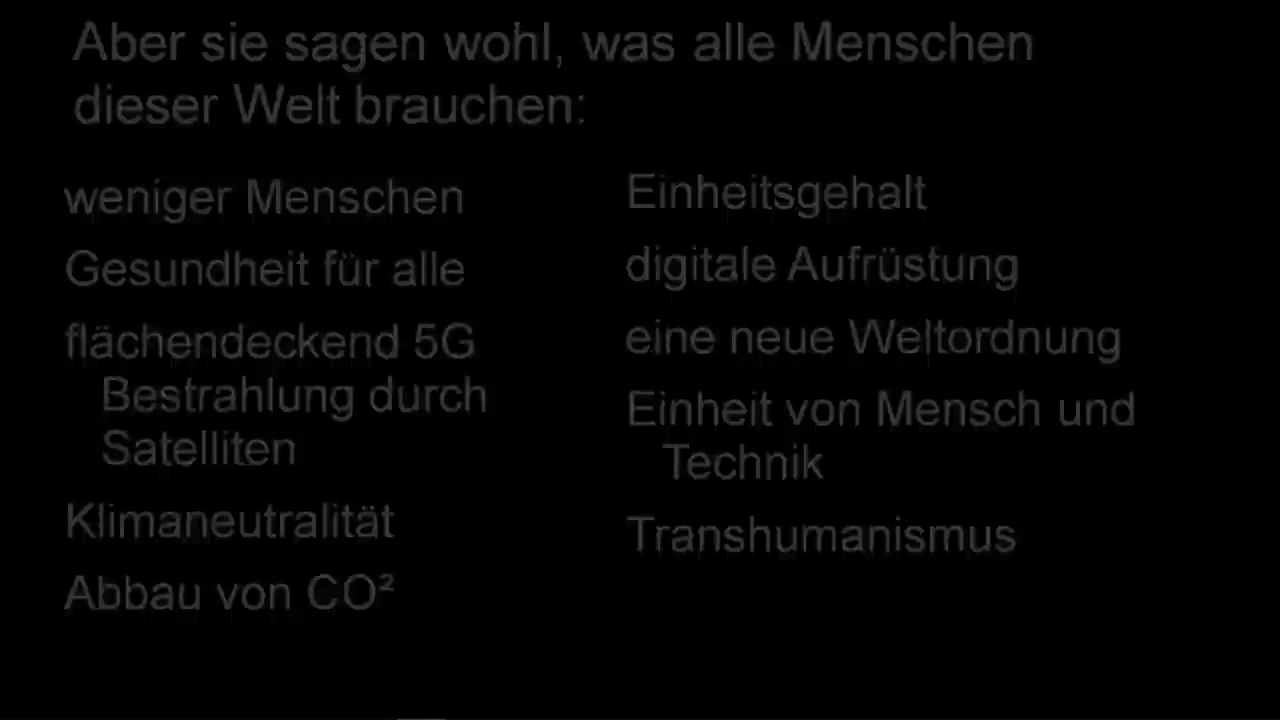 Aber sie sagen wohl, was alle Menschen
dieser Welt brauchen:
weniger Menschen
Gesundheit für alle
flächendeckend 5G
Bestrahlung durch
Satelliten
Klimaneutralität
Abbau von CO²
Einheitsgehalt
digitale Aufrüstung
eine neue Weltordnung
Einheit von Mensch und
Technik
Transhumanismus